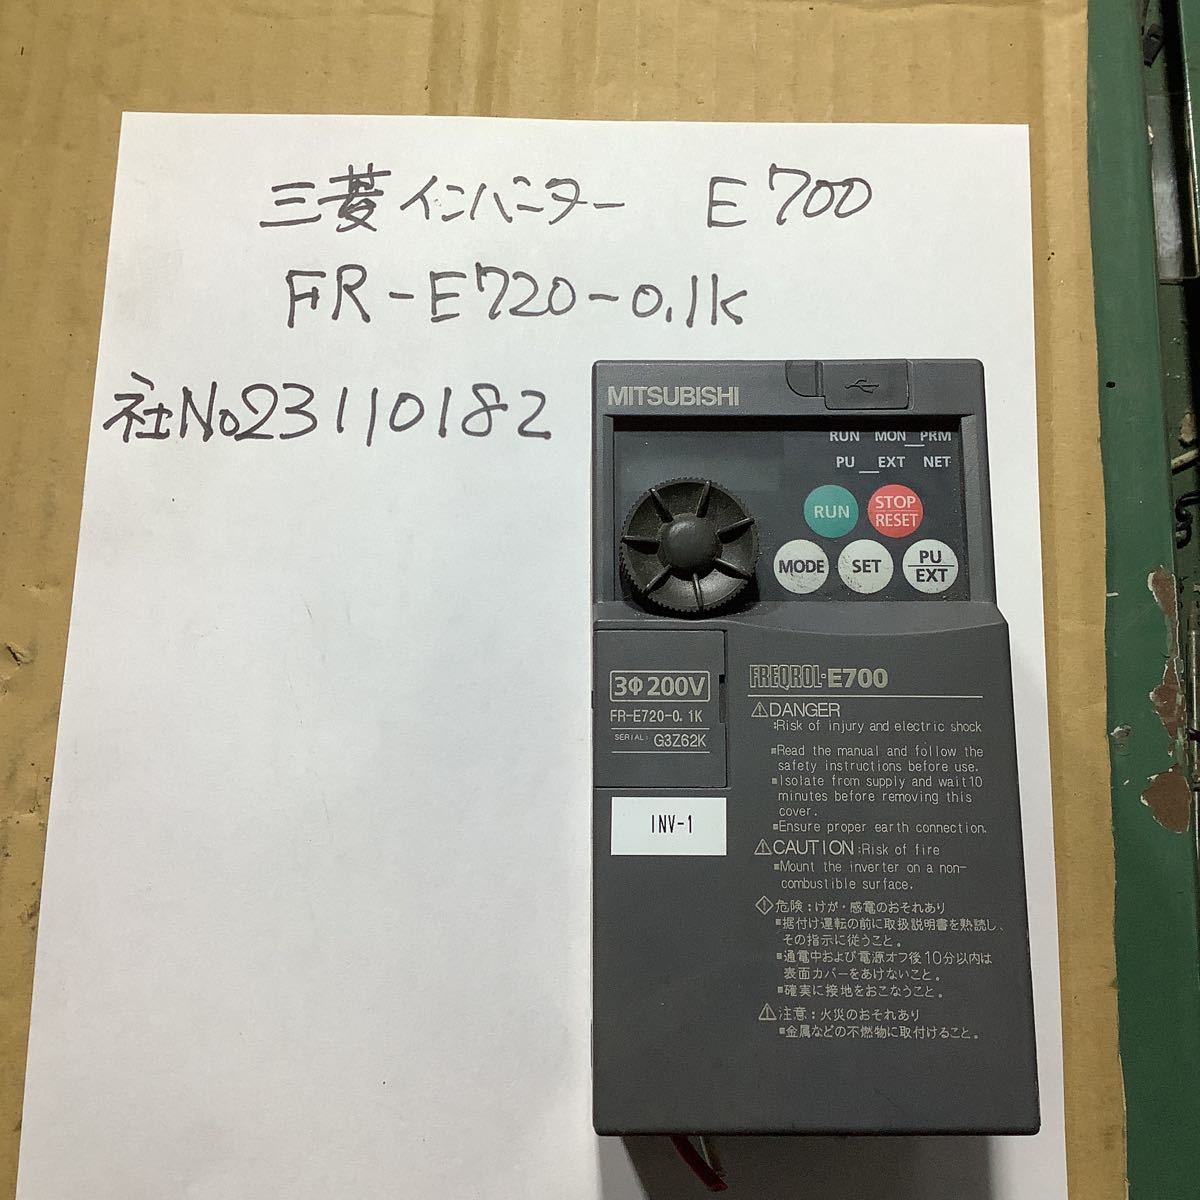 三菱インバーター E700
FR-E720-0.1K
社No23110182
MITSUBISHI
RUN MON PRM
PU EXT NET
RUN
STOP
RESET
MODE
SET
PU
EXT
3Φ200V
FR-E720-0.1K
SERIAL: G3Z62K
INV-1
FREQROL-E700
⚠DANGER
:Risk of injury and electric shock
■Read the manual and follow the
safety instructions before use.
■Isolate from supply and wait10
minutes before removing this
cover.
■Ensure proper earth connection.
⚠CAUTION :Risk of fire
■Mount the inverter on a non-
combustible surface.
危険:けが・感電のおそれあり
■据付け運転の前に取扱説明書を熟読し、
その指示に従うこと。
■通電中および電源オフ後10分以内は
表面カバーをあけないこと。
■確実に接地をおこなうこと。
⚠注意:火災のおそれあり
■金属などの不燃物に取付けること。